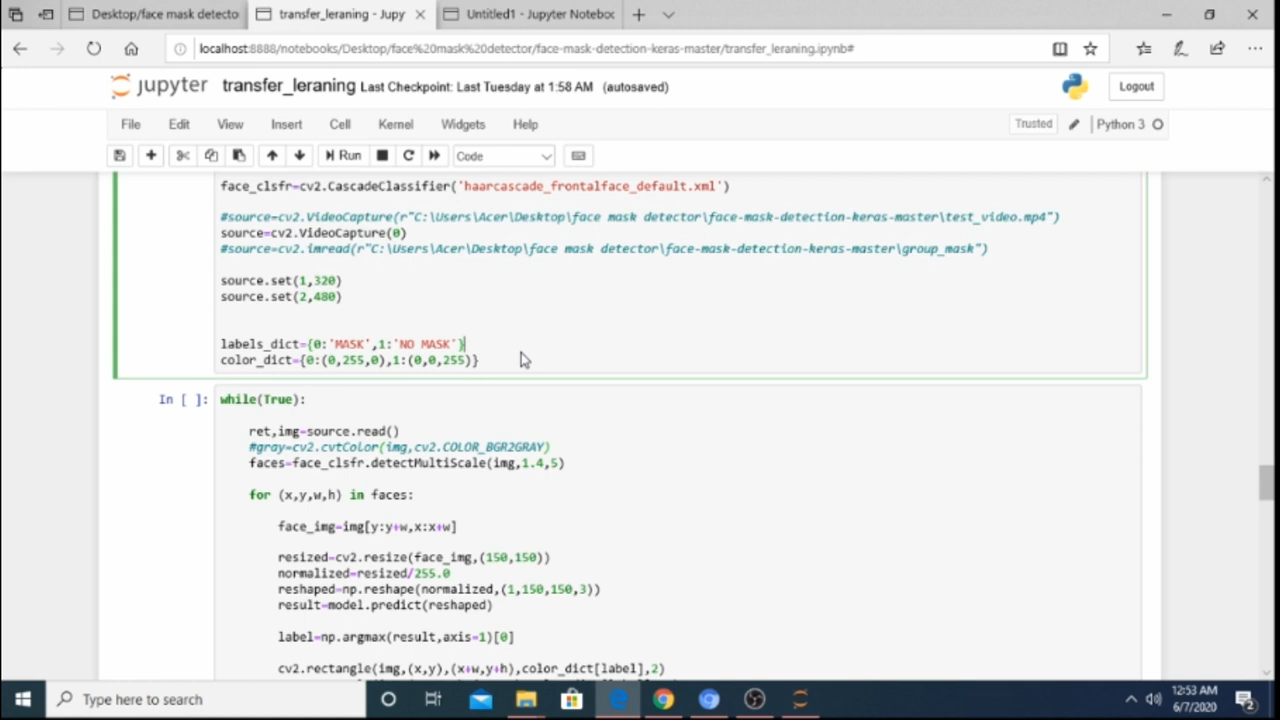 Desktop/face mask detecto
transfer_leraning - Jupy
Untitled1 - Jupyter Noteboo
localhost:8888/notebooks/Desktop/face%20mask%20detector/face-mask-detection-keras-master/transfer_leraning.ipynb#
jupyter transfer_leraning Last Checkpoint: Last Tuesday at 1:58 AM (autosaved)
Logout
File Edit View Insert Cell Kernel Widgets Help
Trusted Python 3
Run Code
face_clsfr=cv2.CascadeClassifier('haarcascade_frontalface_default.xml')
#source=cv2.VideoCapture(r"C:\Users\Acer\Desktop\face mask detector\face-mask-detection-keras-master\test_video.mp4")
source=cv2.VideoCapture(0)
#source=cv2.imread(r"C:\Users\Acer\Desktop\face mask detector\face-mask-detection-keras-master\group_mask")
source.set(1,320)
source.set(2,480)
labels_dict={0:'MASK',1:'NO MASK'}
color_dict={0:(0,255,0),1:(0,0,255)}
In [ ]: while(True):
ret,img=source.read()
#gray=cv2.cvtColor(img,cv2.COLOR_BGR2GRAY)
faces=face_clsfr.detectMultiScale(img,1.4,5)
for (x,y,w,h) in faces:
face_img=img[y:y+w,x:x+w]
resized=cv2.resize(face_img,(150,150))
normalized=resized/255.0
reshaped=np.reshape(normalized,(1,150,150,3))
result=model.predict(reshaped)
label=np.argmax(result,axis=1)[0]
cv2.rectangle(img,(x,y),(x+w,y+h),color_dict[label],2)
Type here to search
12:53 AM
6/7/2020
2